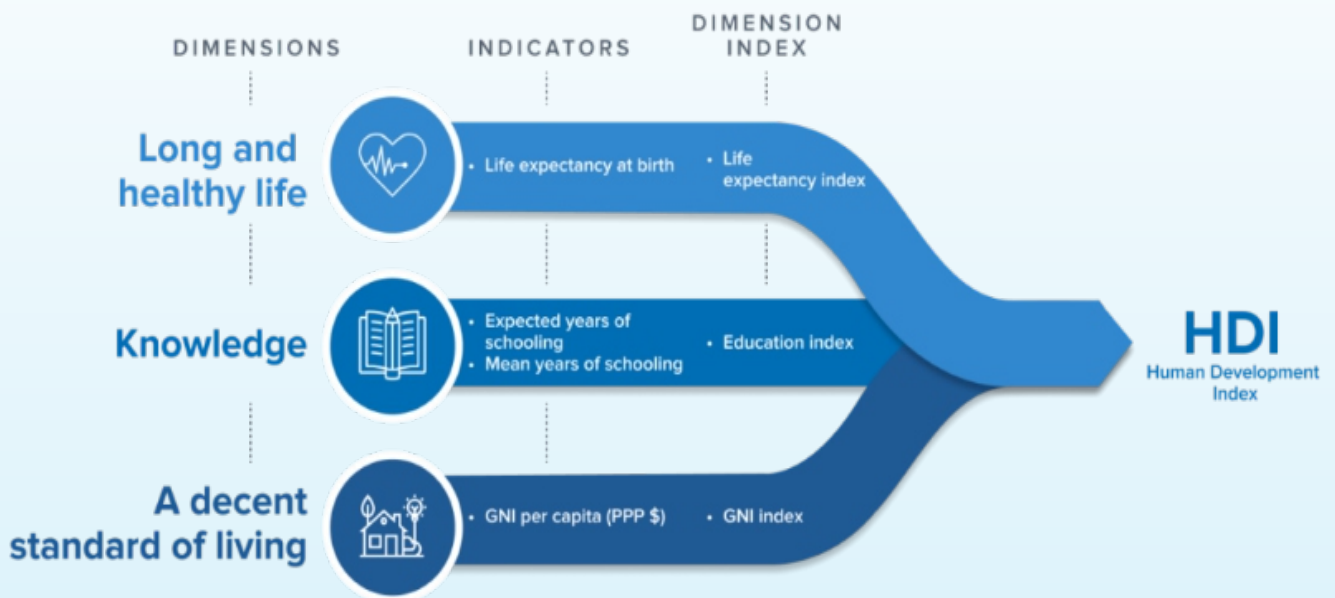 DIMENSIONS
INDICATORS
DIMENSION
INDEX
Long and
healthy life
• Life expectancy at birth
• Life
expectancy index
Knowledge
• Expected years of
schooling
• Mean years of schooling
• Education index
A decent
standard of living
• GNI per capita (PPP $)
• GNI index
HDI
Human Development
Index